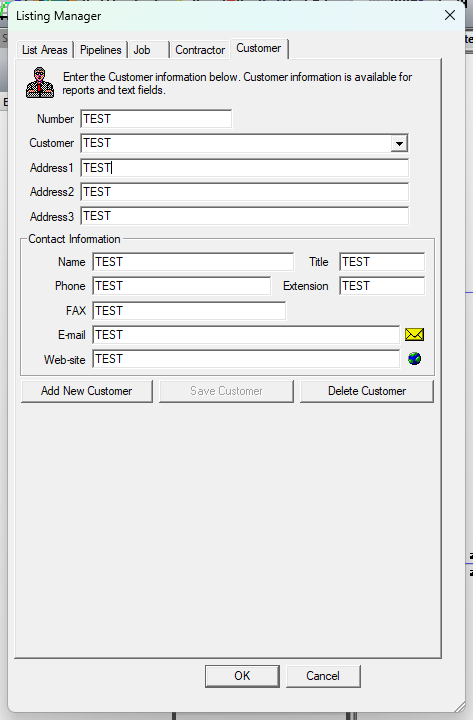 Listing Manager
List Areas Pipelines Job Contractor Customer
Enter the Customer information below. Customer information is available for
reports and text fields.
Number TEST
Customer TEST
Address1 TEST
Address2 TEST
Address3 TEST
Contact Information
Name TEST Title TEST
Phone TEST Extension TEST
FAX TEST
E-mail TEST
Web-site TEST
Add New Customer Save Customer Delete Customer
OK Cancel